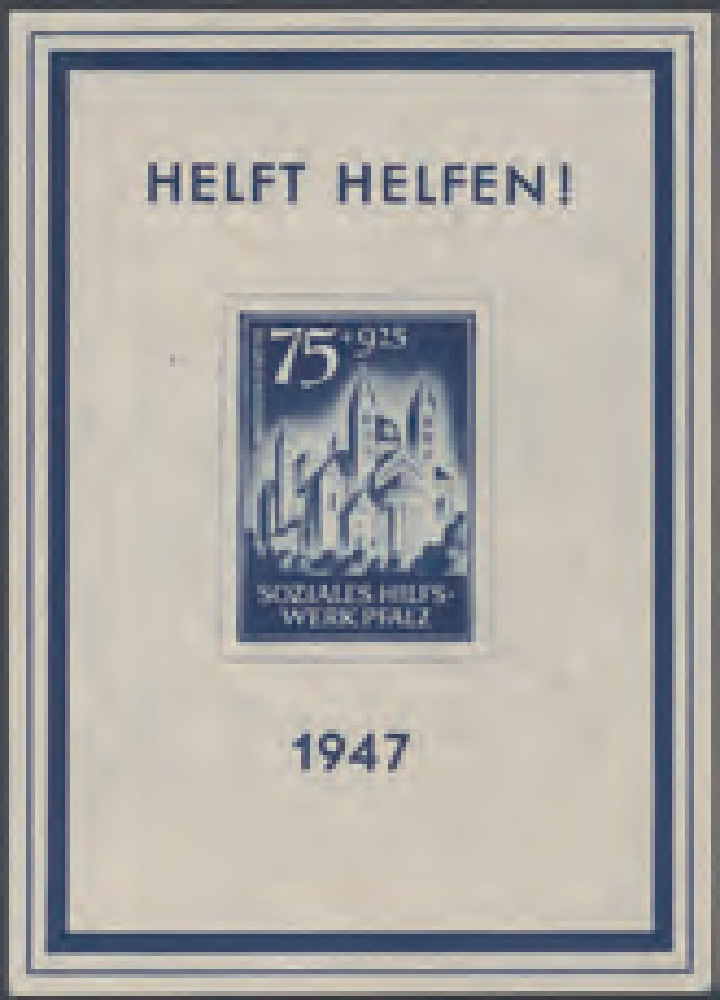 HELFT HELFEN!
75+925
SOZIALES HILFS-
WERK PFALZ
1947